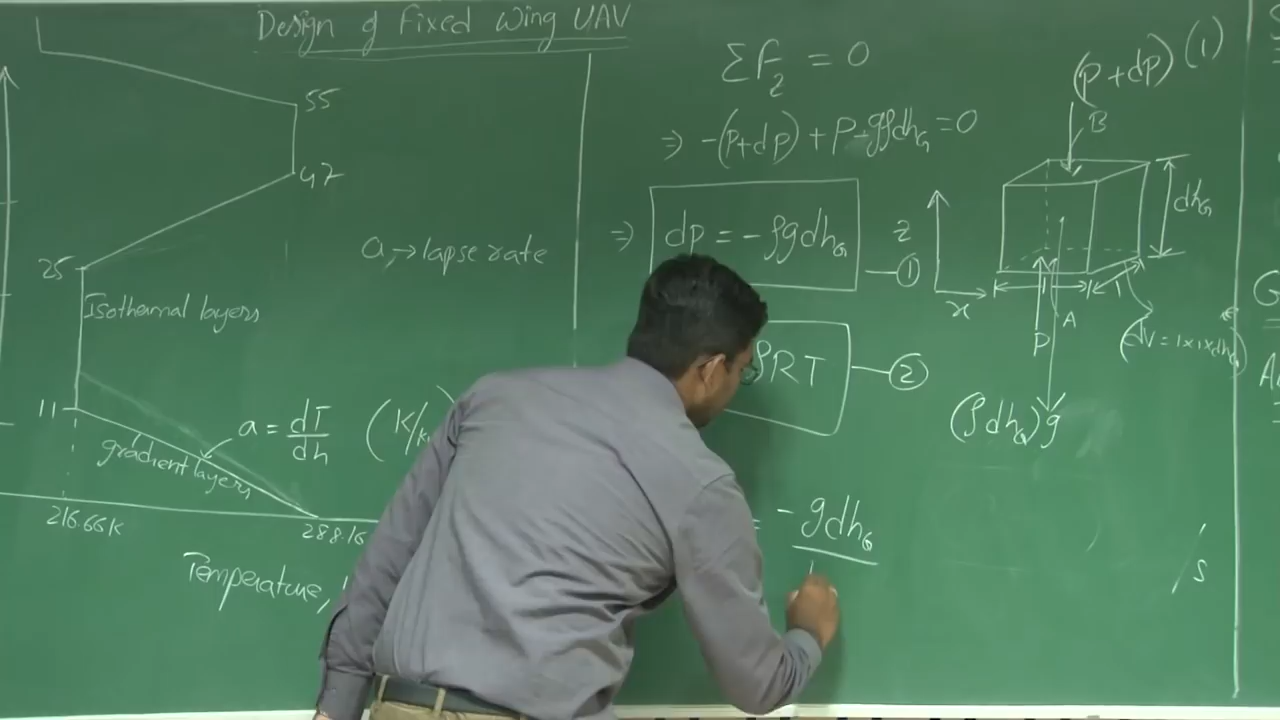 Design of Fixed Wing UAV
55
47
25
a → lapse rate
Isothermal layers
11
a = dT/dh (K/
gradient layers
216.66K
288.16
Temperature,
ΣF_z = 0
⇒ -(P+dP) + P - ρg dh_G = 0
⇒ dp = -ρg dh_G
①
ρRT
②
= -g dh_G
(P + dP) (1)
B
dh_G
z
x
1
1
P
A
(dV = 1×1×dh_G)
(ρ dh_G)g
/s